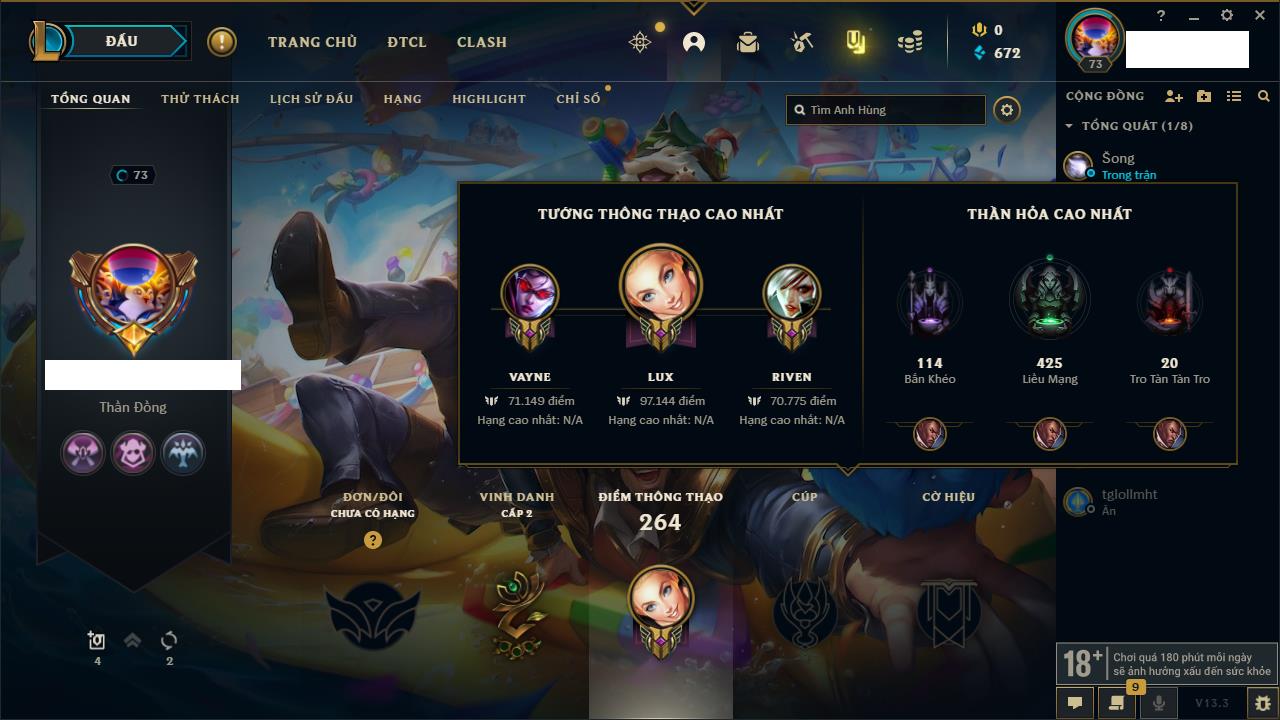 ĐẤU
TRANG CHỦ
ĐTCL
CLASH
0
672
73
TỔNG QUAN
THỬ THÁCH
LỊCH SỬ ĐẤU
HẠNG
HIGHLIGHT
CHỈ SỐ
Tìm Anh Hùng
CỘNG ĐỒNG
TỔNG QUÁT (1/8)
Šong
Trong trận
73
Thần Đồng
TƯỚNG THÔNG THẠO CAO NHẤT
THẦN HỎA CAO NHẤT
VAYNE
71.149 điểm
Hạng cao nhất: N/A
LUX
97.144 điểm
Hạng cao nhất: N/A
RIVEN
70.775 điểm
Hạng cao nhất: N/A
114
Bắn Khéo
425
Liều Mạng
20
Tro Tàn Tàn Tro
ĐƠN/ĐÔI
CHƯA CÓ HẠNG
?
VINH DANH
CẤP 2
ĐIỂM THÔNG THẠO
264
CÚP
CỜ HIỆU
tglollmht
Ẩn
4
2
18+
Chơi quá 180 phút mỗi ngày
sẽ ảnh hưởng xấu đến sức khỏe
9
V13.3